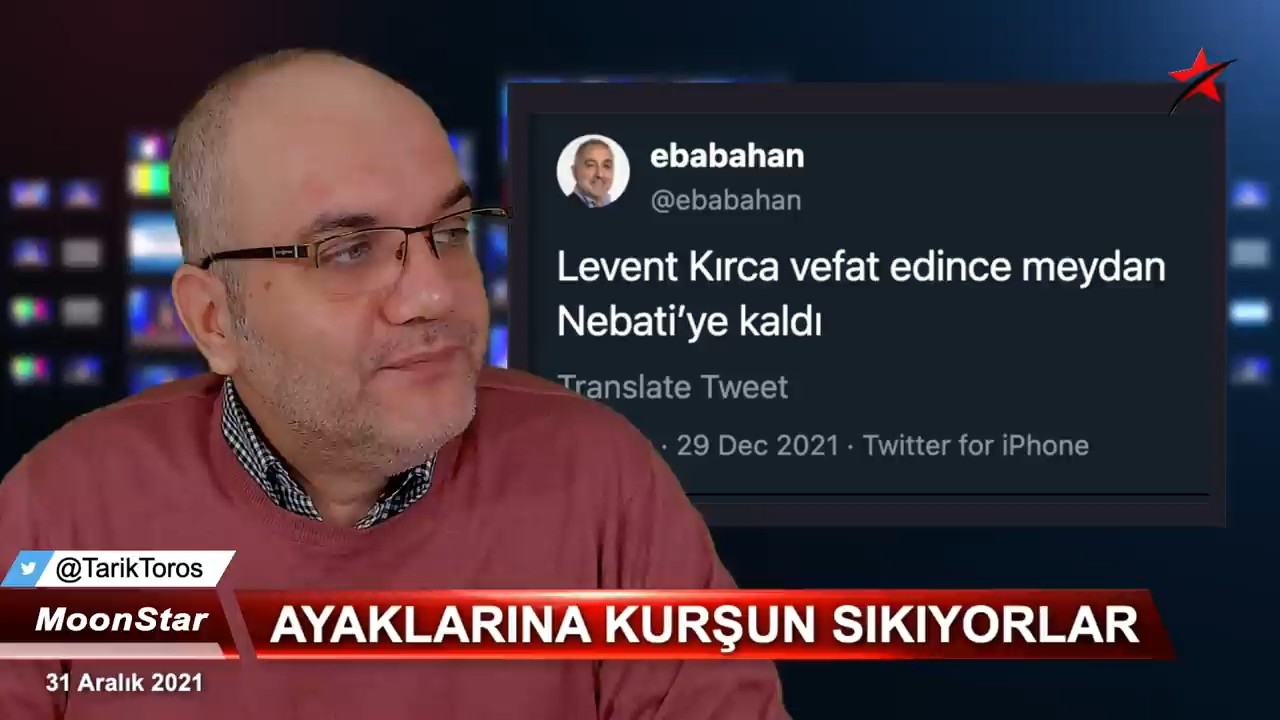 ebabahan
@ebabahan
Levent Kırca vefat edince meydan
Nebati’ye kaldı
Translate Tweet
· 29 Dec 2021 · Twitter for iPhone
@TarikToros
MoonStar
AYAKLARINA KURŞUN SIKIYORLAR
31 Aralık 2021